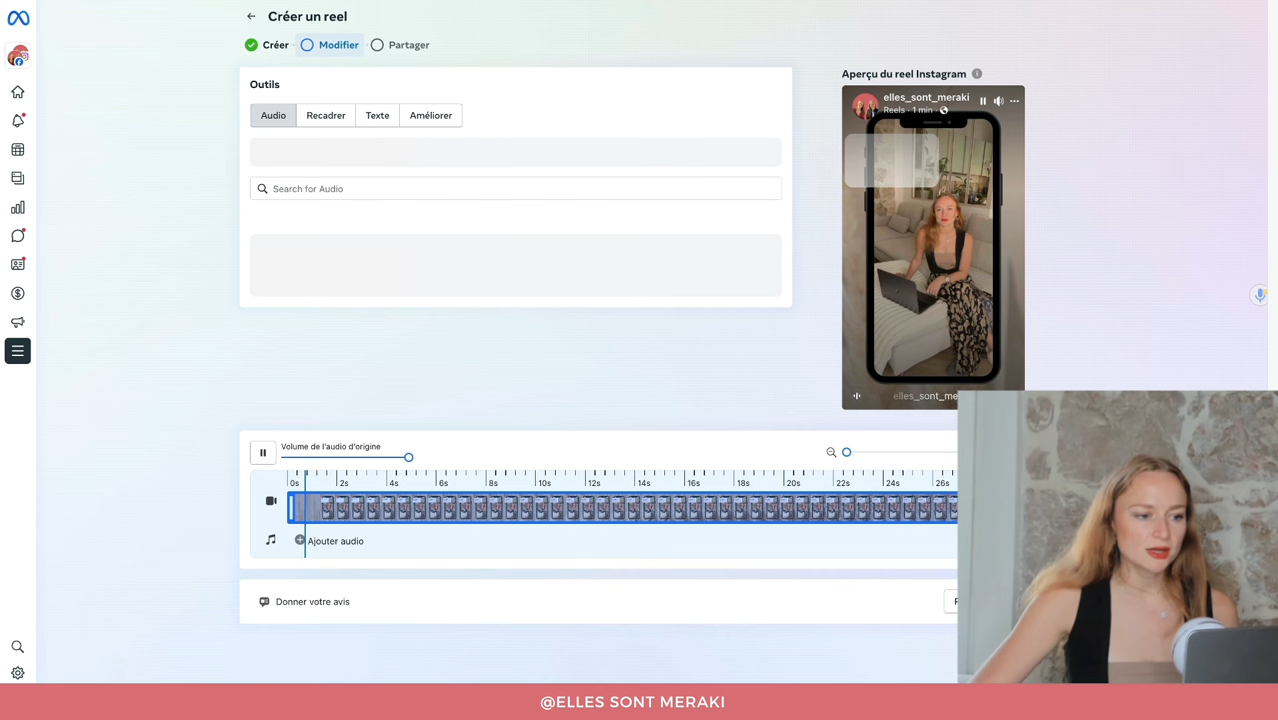 Créer un reel
Créer
Modifier
Partager
Outils
Audio
Recadrer
Texte
Améliorer
Search for Audio
Aperçu du reel Instagram
elles_sont_meraki
Reels · 1 min ·
elles_sont_me
Volume de l'audio d'origine
0s 2s 4s 6s 8s 10s 12s 14s 16s 18s 20s 22s 24s 26s
Ajouter audio
Donner votre avis
@ELLES SONT MERAKI